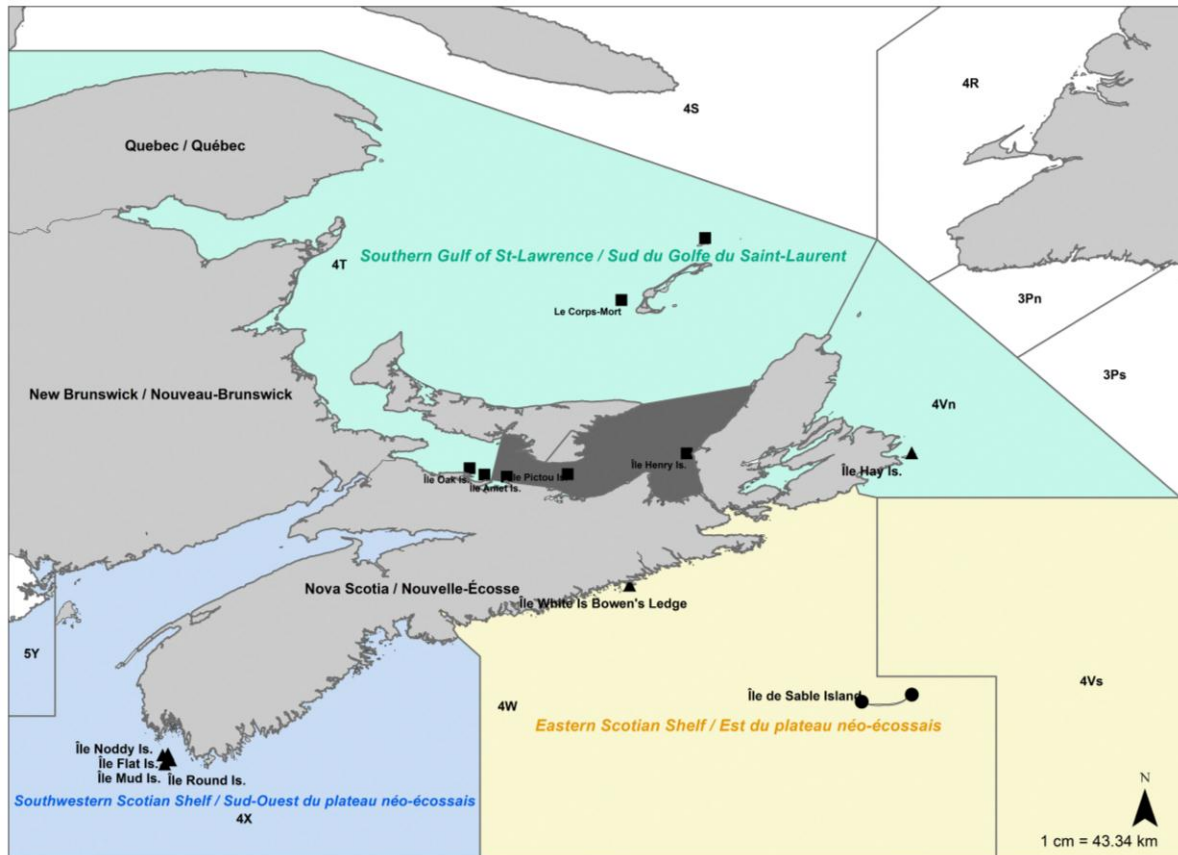 4S
4R
Quebec / Québec
4T
Southern Gulf of St-Lawrence / Sud du Golfe du Saint-Laurent
3Pn
Le Corps-Mort
3Ps
New Brunswick / Nouveau-Brunswick
4Vn
Île Henry Is.
Île Hay Is.
Île Oak Is.
Île Pictou Is.
Île Amet Is.
Nova Scotia / Nouvelle-Écosse
Île White Is Bowen's Ledge
5Y
4Vs
Île de Sable Island
4W
Eastern Scotian Shelf / Est du plateau néo-écossais
Île Noddy Is.
Île Flat Is.
Île Mud Is.
Île Round Is.
Southwestern Scotian Shelf / Sud-Ouest du plateau néo-écossais
4X
N
1 cm = 43.34 km